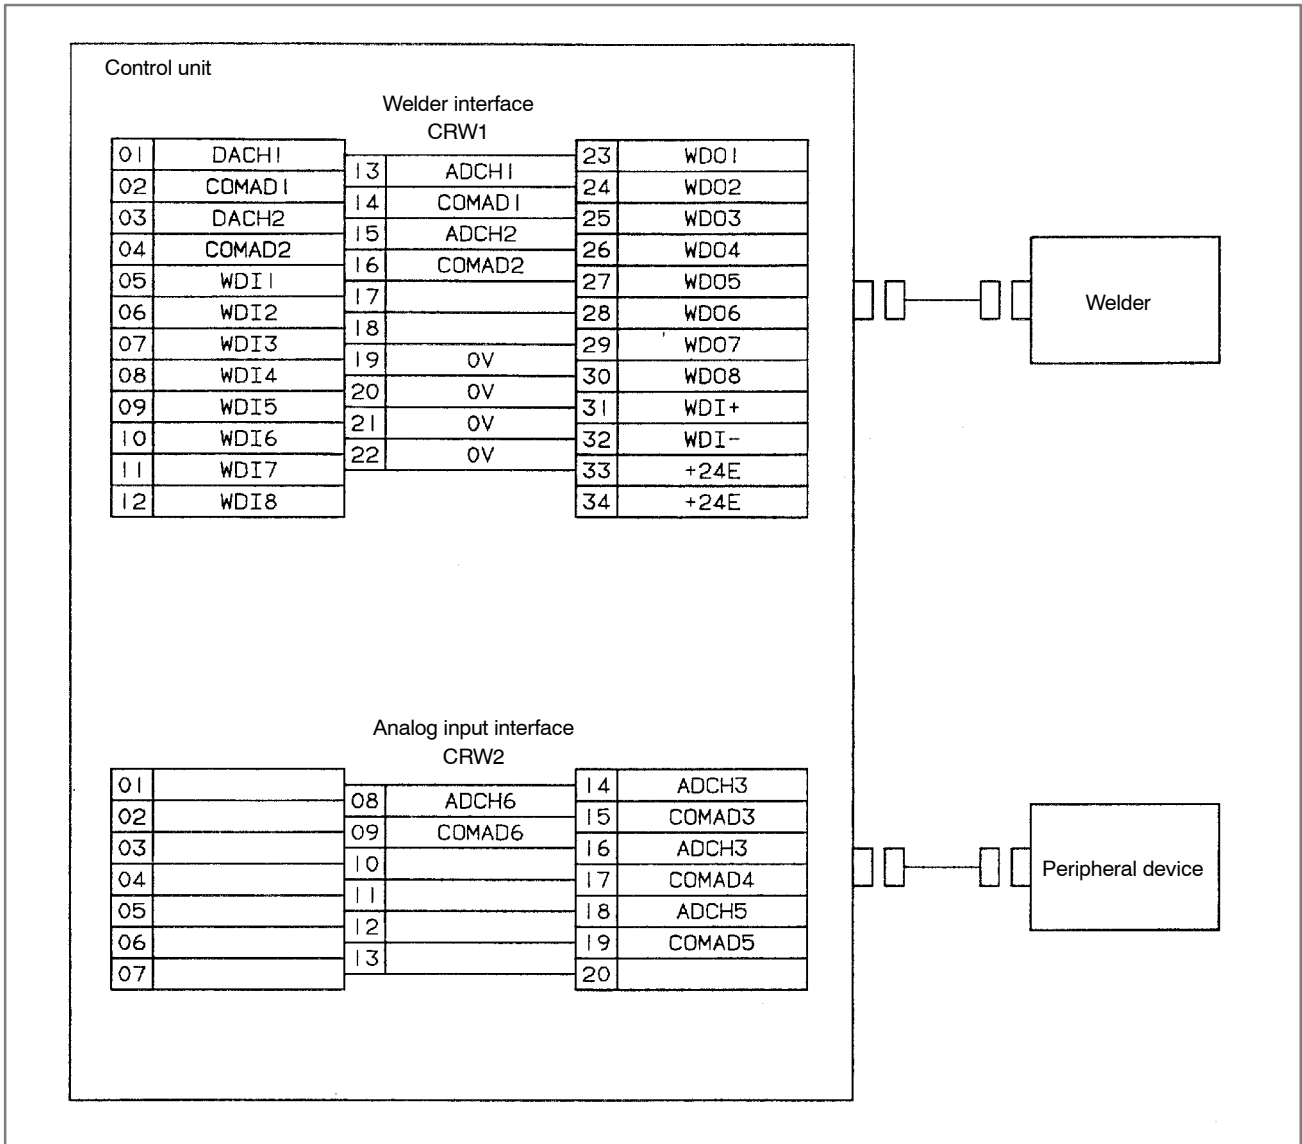 Control unit
Welder interface
CRW1
01 DACH1
02 COMAD1
03 DACH2
04 COMAD2
05 WDI1
06 WDI2
07 WDI3
08 WDI4
09 WDI5
10 WDI6
11 WDI7
12 WDI8
13 ADCH1
14 COMAD1
15 ADCH2
16 COMAD2
17
18
19 0V
20 0V
21 0V
22 0V
23 WDO1
24 WDO2
25 WDO3
26 WDO4
27 WDO5
28 WDO6
29 WDO7
30 WDO8
31 WDI+
32 WDI-
33 +24E
34 +24E
Welder
Analog input interface
CRW2
01
02
03
04
05
06
07
08 ADCH6
09 COMAD6
10
11
12
13
14 ADCH3
15 COMAD3
16 ADCH3
17 COMAD4
18 ADCH5
19 COMAD5
20
Peripheral device